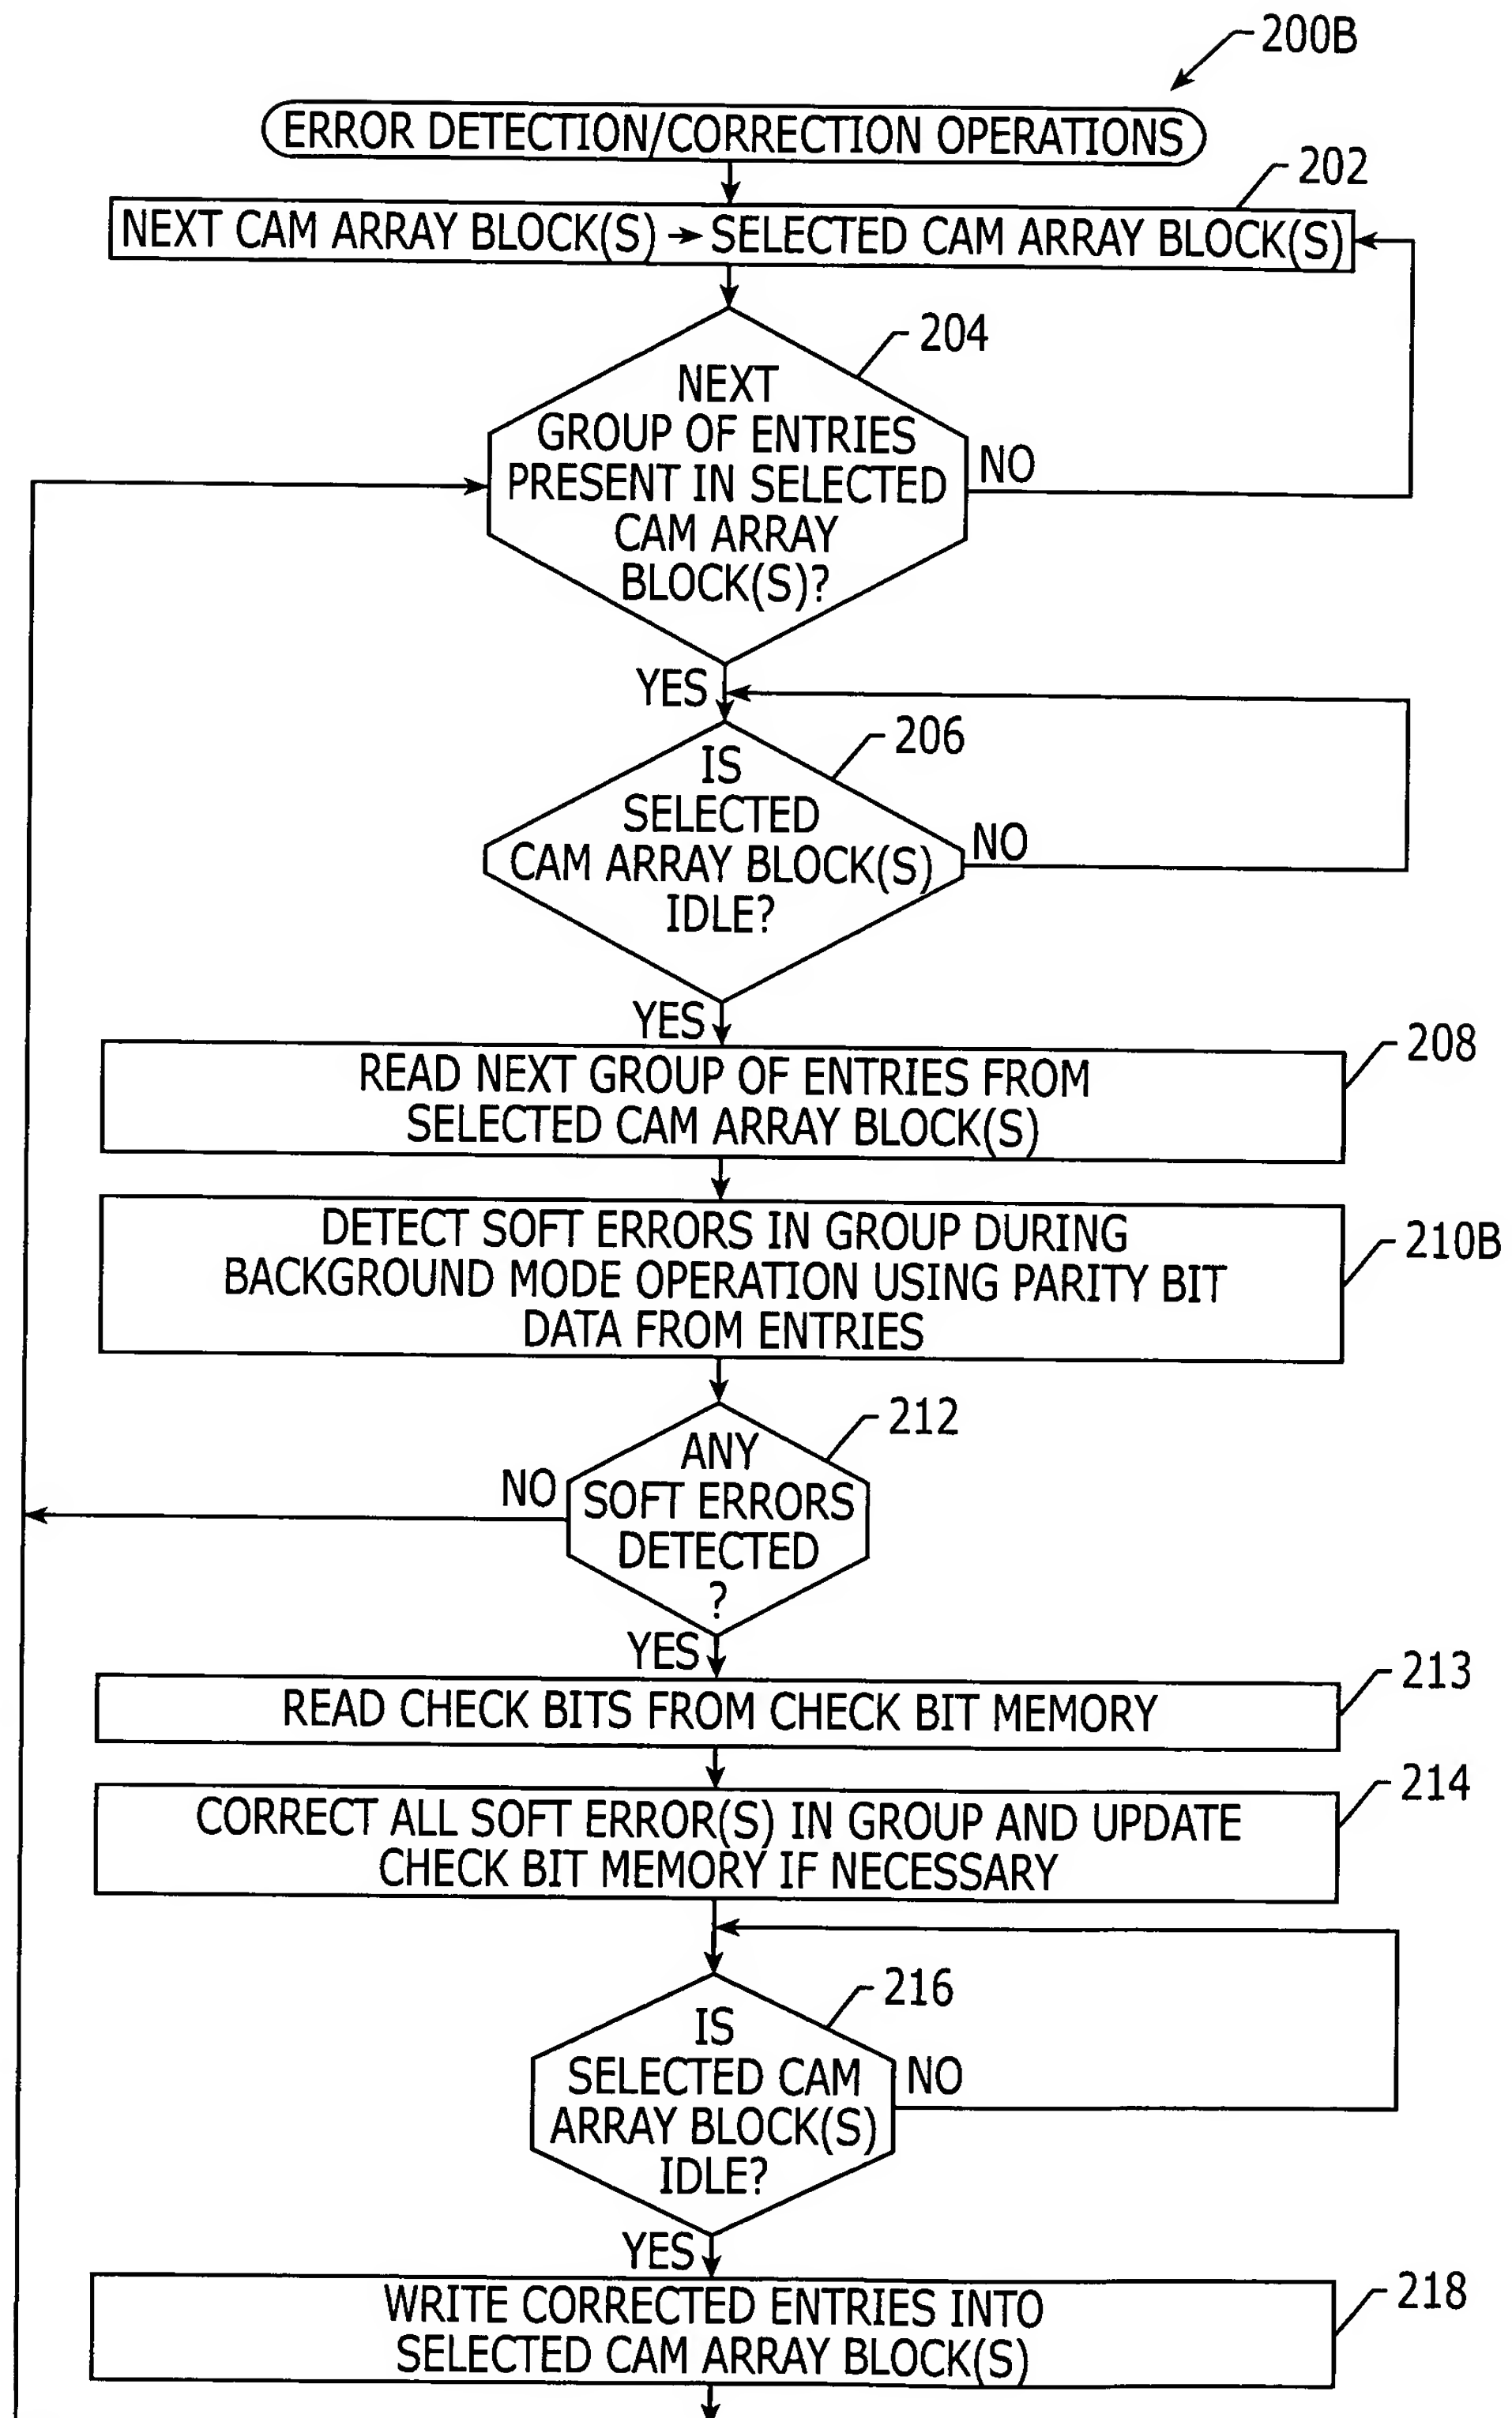 200B
ERROR DETECTION/CORRECTION OPERATIONS
202
NEXT CAM ARRAY BLOCK(S) → SELECTED CAM ARRAY BLOCK(S)
204
NEXT
GROUP OF ENTRIES
PRESENT IN SELECTED
CAM ARRAY
BLOCK(S)?
NO
YES
206
IS
SELECTED
CAM ARRAY BLOCK(S)
IDLE?
NO
YES
208
READ NEXT GROUP OF ENTRIES FROM
SELECTED CAM ARRAY BLOCK(S)
210B
DETECT SOFT ERRORS IN GROUP DURING
BACKGROUND MODE OPERATION USING PARITY BIT
DATA FROM ENTRIES
212
ANY
SOFT ERRORS
DETECTED
?
NO
YES
213
READ CHECK BITS FROM CHECK BIT MEMORY
214
CORRECT ALL SOFT ERROR(S) IN GROUP AND UPDATE
CHECK BIT MEMORY IF NECESSARY
216
IS
SELECTED CAM
ARRAY BLOCK(S)
IDLE?
NO
YES
218
WRITE CORRECTED ENTRIES INTO
SELECTED CAM ARRAY BLOCK(S)